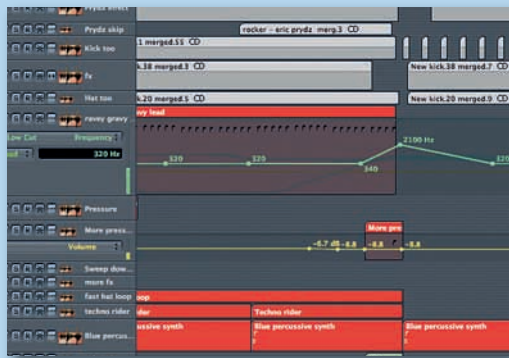 Prydz skip
rocker – eric prydz merg.3
Kick too
.1 merged.55
fx
k.38 merged.3
New kick.38 merged.7
Hat too
k.20 merged.5
New kick.20 merged.9
ravey gravy
vy lead
Low Cut
Frequency
320 Hz
320
320
340
2100 Hz
320
Pressure
More press...
More pre
Volume
-6.7 dB
-6.8
-8.8
-5.8
Sweep dow...
more fx
fast hat loop
oop
techno rider
der
Techno rider
Blue percus...
ussive synth
Blue percussive synth
Blue percussive synth